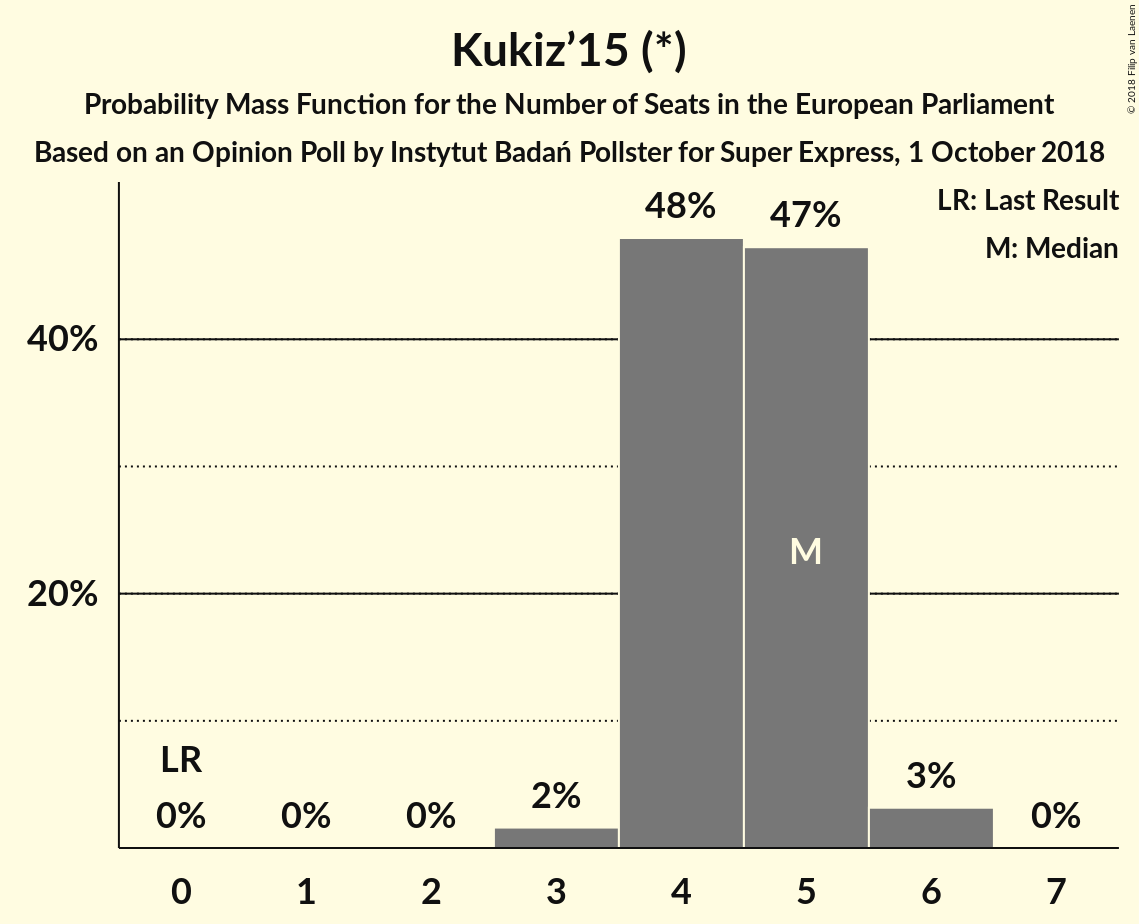 Kukiz’15 (*)
Probability Mass Function for the Number of Seats in the European Parliament
Based on an Opinion Poll by Instytut Badań Pollster for Super Express, 1 October 2018
© 2018 Filip van Laenen
LR: Last Result
M: Median
48%
47%
40%
M
20%
LR
3%
2%
0%
0%
0%
0%
0
1
2
3
4
5
6
7